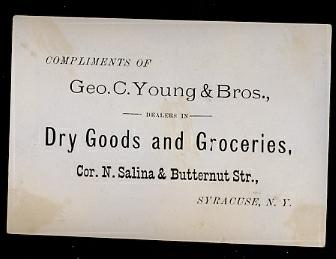 COMPLIMENTS OF
Geo. C. Young & Bros.,
DEALERS IN
Dry Goods and Groceries,
Cor. N. Salina & Butternut Str.,
SYRACUSE, N. Y.